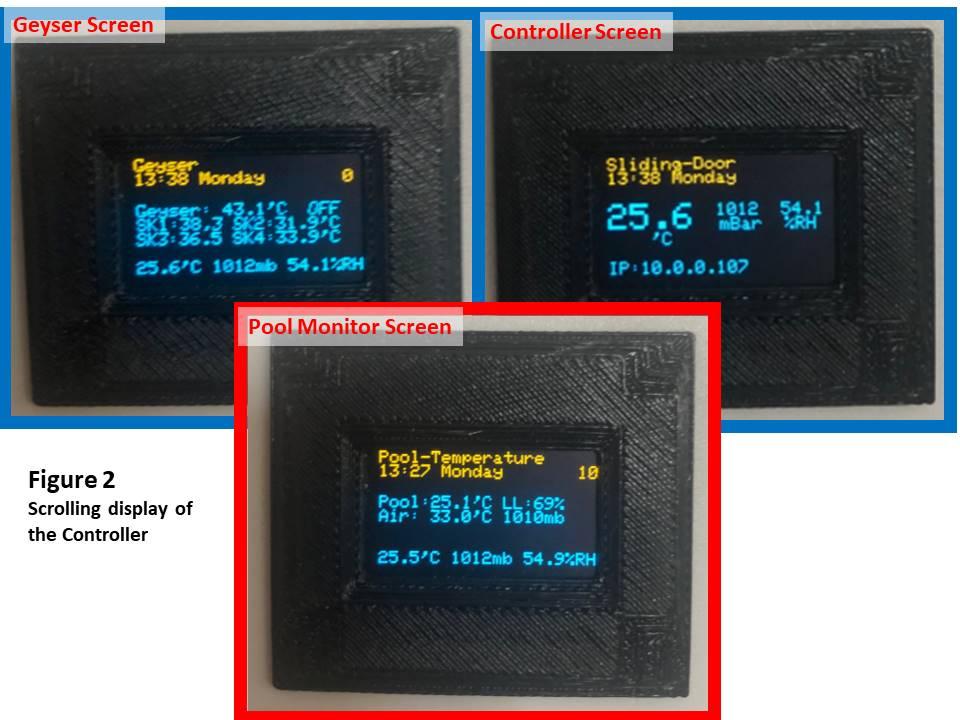 Geyser Screen
Geyser
13:38 Monday 0
Geyser: 43.1'C OFF
SK1:38.3 SK2:31.9'C
SK3:36.5 SK4:33.9'C
25.6'C 1012mb 54.1%RH
Controller Screen
Sliding-Door
13:38 Monday
25.6 1012 54.1
'C mBar %RH
IP:10.0.0.107
Pool Monitor Screen
Pool-Temperature
13:27 Monday 10
Pool:25.1'C LL:69%
Air: 33.0'C 1010mb
25.5'C 1012mb 54.9%RH
Figure 2
Scrolling display of
the Controller